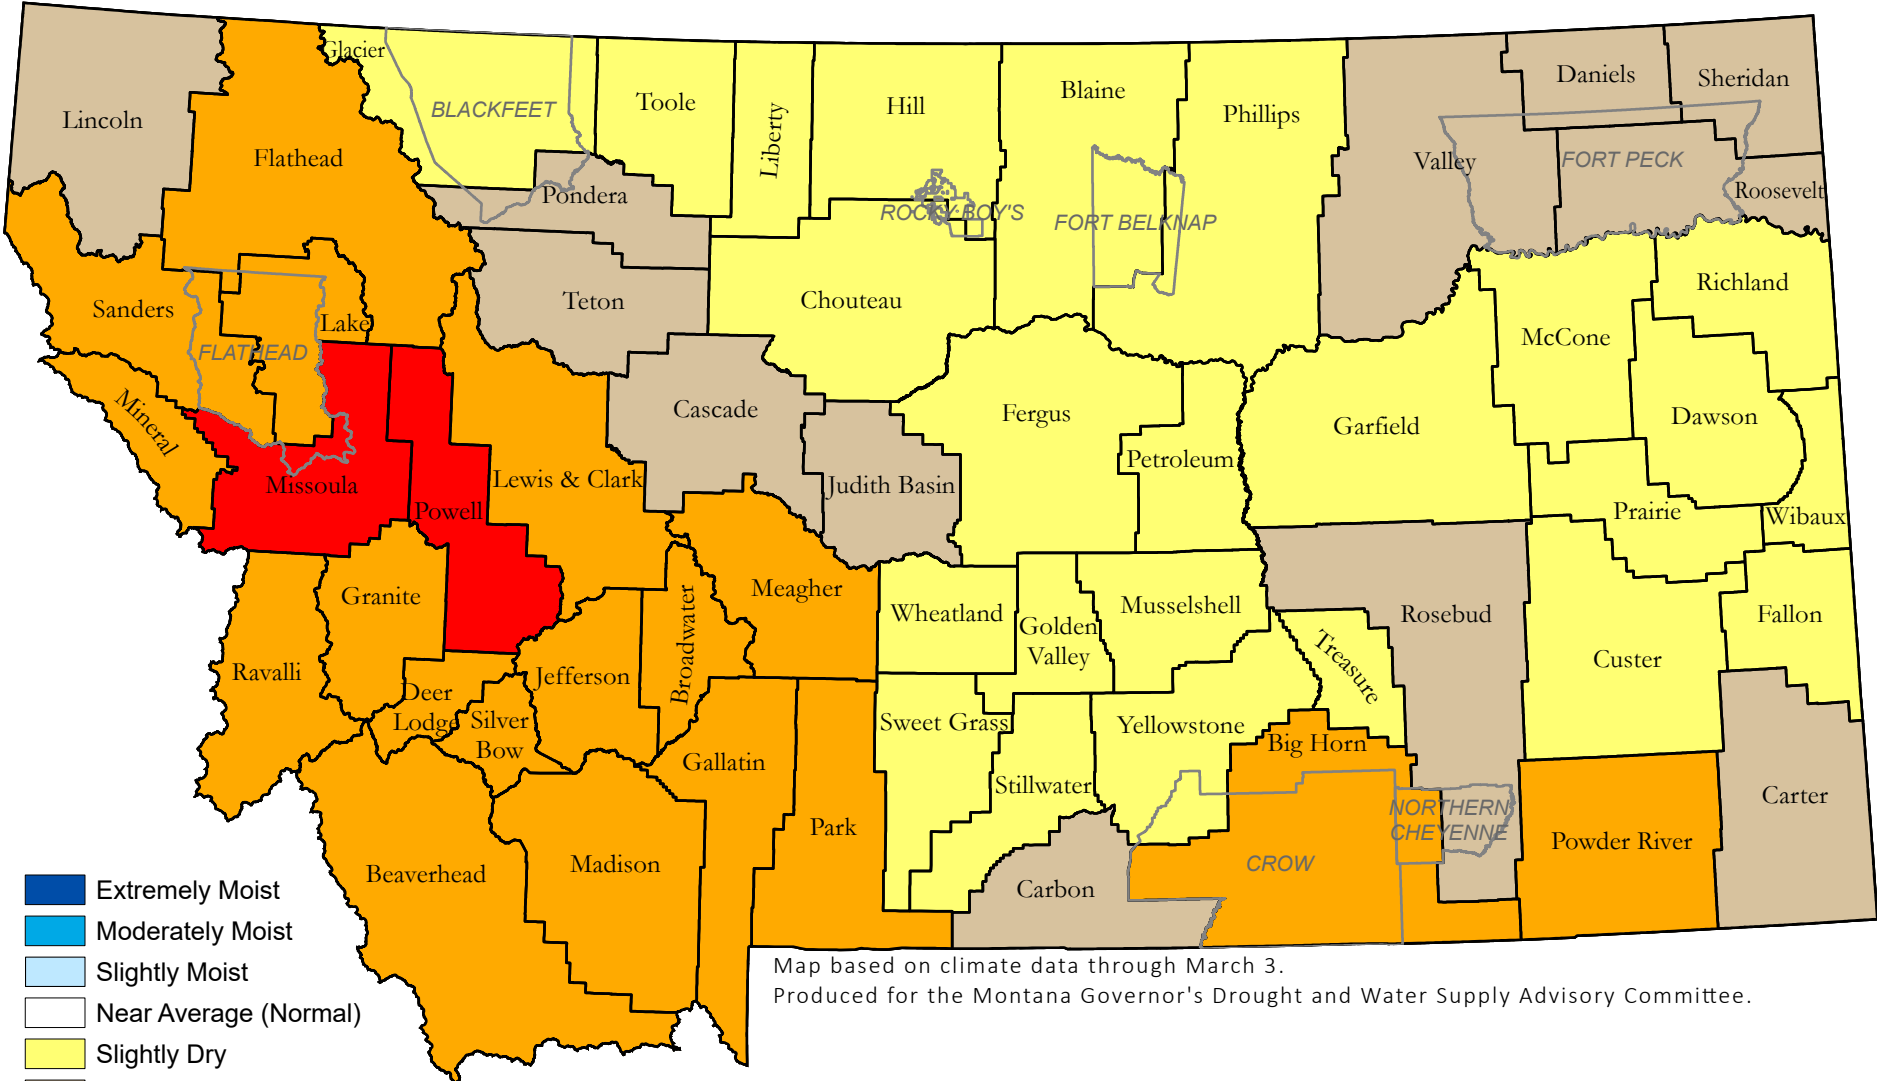 Glacier
BLACKFEET
Toole
Liberty
Hill
Blaine
Phillips
Daniels
Sheridan
Lincoln
Flathead
Pondera
ROCKY BOY'S
FORT BELKNAP
Valley
FORT PECK
Roosevelt
Sanders
Lake
FLATHEAD
Teton
Chouteau
McCone
Richland
Mineral
Cascade
Fergus
Garfield
Dawson
Missoula
Powell
Lewis & Clark
Judith Basin
Petroleum
Prairie
Wibaux
Granite
Broadwater
Meagher
Wheatland
Golden
Valley
Musselshell
Treasure
Rosebud
Custer
Fallon
Ravalli
Deer
Lodge
Silver
Bow
Jefferson
Gallatin
Sweet Grass
Yellowstone
Big Horn
Stillwater
Park
NORTHERN
CHEYENNE
Carter
Beaverhead
Madison
Carbon
CROW
Powder River
Extremely Moist
Moderately Moist
Slightly Moist
Near Average (Normal)
Slightly Dry
Map based on climate data through March 3.
Produced for the Montana Governor's Drought and Water Supply Advisory Committee.